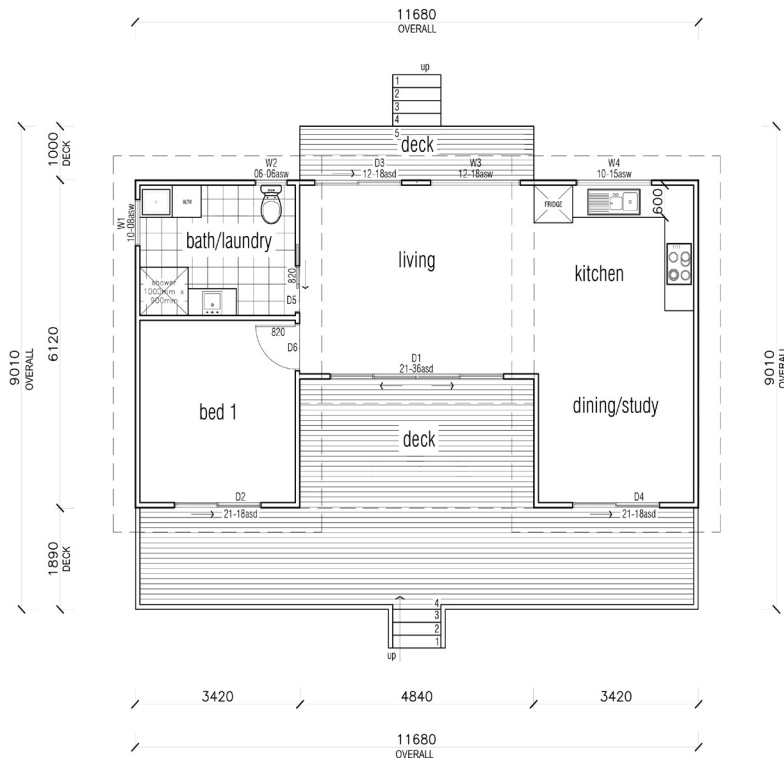 11680
OVERALL
up
1
2
3
4
5
deck
1000
DECK
W2
06-06asw
D3
12-18asd
W3
12-18asw
W4
10-15asw
W1
10-08asw
W/M
FRIDGE
600
bath/laundry
living
kitchen
820
D5
shower
1000mm x
900mm
820
D6
9010
OVERALL
6120
9010
OVERALL
D1
21-36asd
bed 1
deck
dining/study
D2
21-18asd
D4
21-18asd
1890
DECK
4
3
2
1
up
3420
4840
3420
11680
OVERALL